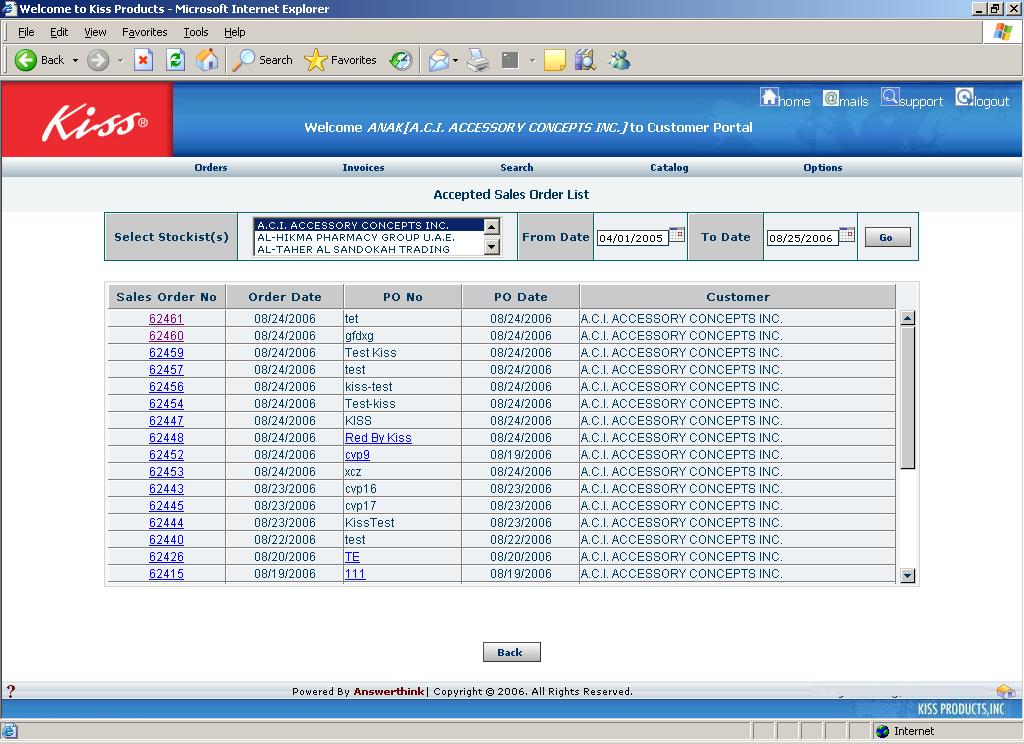 Welcome to Kiss Products - Microsoft Internet Explorer
File Edit View Favorites Tools Help
Back Search Favorites
Kiss®
home @mails support logout
Welcome ANAK[A.C.I. ACCESSORY CONCEPTS INC.]to Customer Portal
Orders Invoices Search Catalog Options
Accepted Sales Order List
Select Stockist(s) A.C.I. ACCESSORY CONCEPTS INC. From Date 04/01/2005 To Date 08/25/2006 Go
AL-HIKMA PHARMACY GROUP U.A.E.
AL-TAHER AL SANDOKAH TRADING
Sales Order No Order Date PO No PO Date Customer
62461 08/24/2006 tet 08/24/2006 A.C.I. ACCESSORY CONCEPTS INC.
62460 08/24/2006 gfdxg 08/24/2006 A.C.I. ACCESSORY CONCEPTS INC.
62459 08/24/2006 Test Kiss 08/24/2006 A.C.I. ACCESSORY CONCEPTS INC.
62457 08/24/2006 test 08/24/2006 A.C.I. ACCESSORY CONCEPTS INC.
62456 08/24/2006 kiss-test 08/24/2006 A.C.I. ACCESSORY CONCEPTS INC.
62454 08/24/2006 Test-kiss 08/24/2006 A.C.I. ACCESSORY CONCEPTS INC.
62447 08/24/2006 KISS 08/24/2006 A.C.I. ACCESSORY CONCEPTS INC.
62448 08/24/2006 Red By Kiss 08/24/2006 A.C.I. ACCESSORY CONCEPTS INC.
62452 08/24/2006 cvp9 08/19/2006 A.C.I. ACCESSORY CONCEPTS INC.
62453 08/24/2006 xcz 08/24/2006 A.C.I. ACCESSORY CONCEPTS INC.
62443 08/23/2006 cvp16 08/23/2006 A.C.I. ACCESSORY CONCEPTS INC.
62445 08/23/2006 cvp17 08/23/2006 A.C.I. ACCESSORY CONCEPTS INC.
62444 08/23/2006 KissTest 08/23/2006 A.C.I. ACCESSORY CONCEPTS INC.
62440 08/22/2006 test 08/22/2006 A.C.I. ACCESSORY CONCEPTS INC.
62426 08/20/2006 TE 08/20/2006 A.C.I. ACCESSORY CONCEPTS INC.
62415 08/19/2006 111 08/19/2006 A.C.I. ACCESSORY CONCEPTS INC.
Back
? Powered By Answerthink| Copyright © 2006. All Rights Reserved.
KISS PRODUCTS,INC
Internet